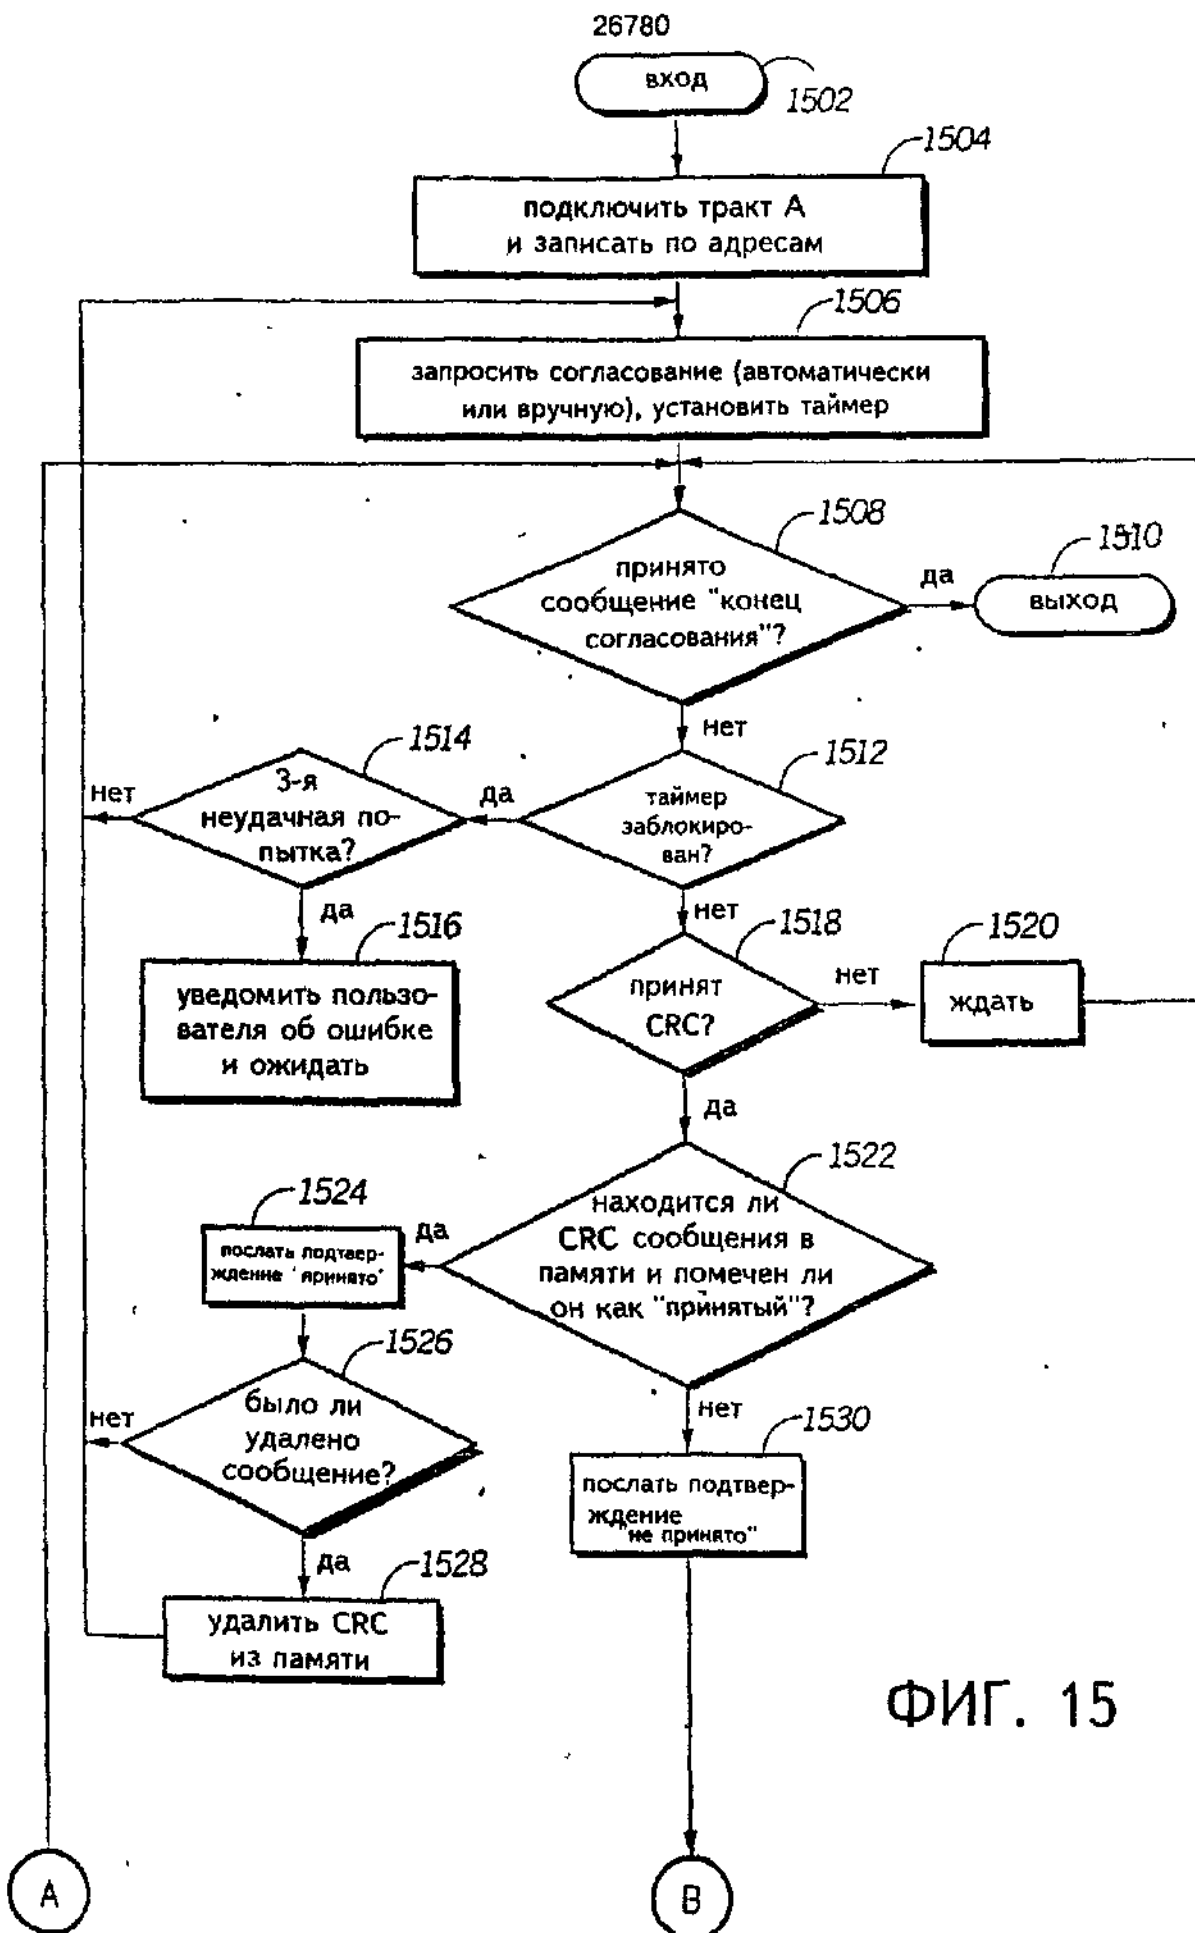 26780
вход
1502
1504
подключить тракт А
и записать по адресам
1506
запросить согласование (автоматически
или вручную), установить таймер
1508
принято
сообщение "конец
согласования"?
да
1510
выход
нет
1512
таймер
заблокиро-
ван?
да
1514
3-я
неудачная по-
пытка?
нет
да
1516
уведомить пользо-
вателя об ошибке
и ожидать
нет
1518
принят
CRC?
нет
1520
ждать
да
1522
находится ли
CRC сообщения в
памяти и помечен ли
он как "принятый"?
да
1524
послать подтвер-
ждение "принято"
1526
было ли
удалено
сообщение?
нет
да
1528
удалить CRC
из памяти
нет
1530
послать подтвер-
ждение
"не принято"
ФИГ. 15
A
B